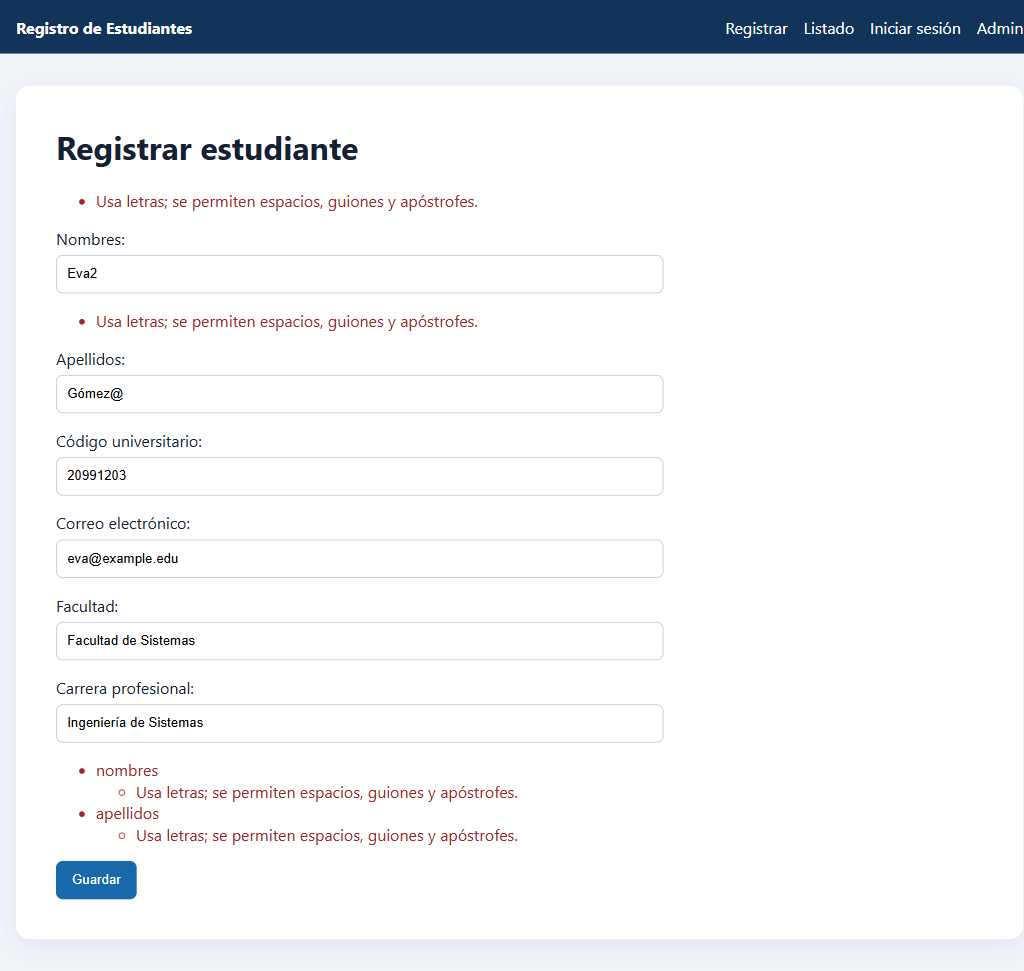 Registro de Estudiantes
Registrar Listado Iniciar sesión Admin
Registrar estudiante
Usa letras; se permiten espacios, guiones y apóstrofes.
Nombres:
Eva2
Usa letras; se permiten espacios, guiones y apóstrofes.
Apellidos:
Gómez@
Código universitario:
20991203
Correo electrónico:
eva@example.edu
Facultad:
Facultad de Sistemas
Carrera profesional:
Ingeniería de Sistemas
nombres
Usa letras; se permiten espacios, guiones y apóstrofes.
apellidos
Usa letras; se permiten espacios, guiones y apóstrofes.
Guardar